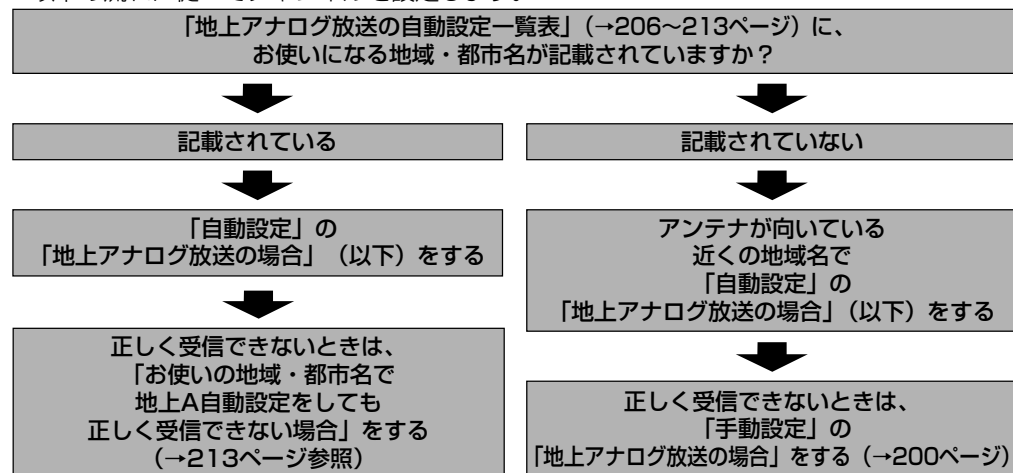 「地上アナログ放送の自動設定一覧表」(→206〜213ページ)に、
お使いになる地域・都市名が記載されていますか？
記載されている
「自動設定」の
「地上アナログ放送の場合」（以下）をする
正しく受信できないときは、
「お使いの地域・都市名で
地上A自動設定をしても
正しく受信できない場合」をする
(→213ページ参照)
記載されていない
アンテナが向いている
近くの地域名で
「自動設定」の
「地上アナログ放送の場合」（以下）をする
正しく受信できないときは、
「手動設定」の
「地上アナログ放送の場合」をする（→200ページ）